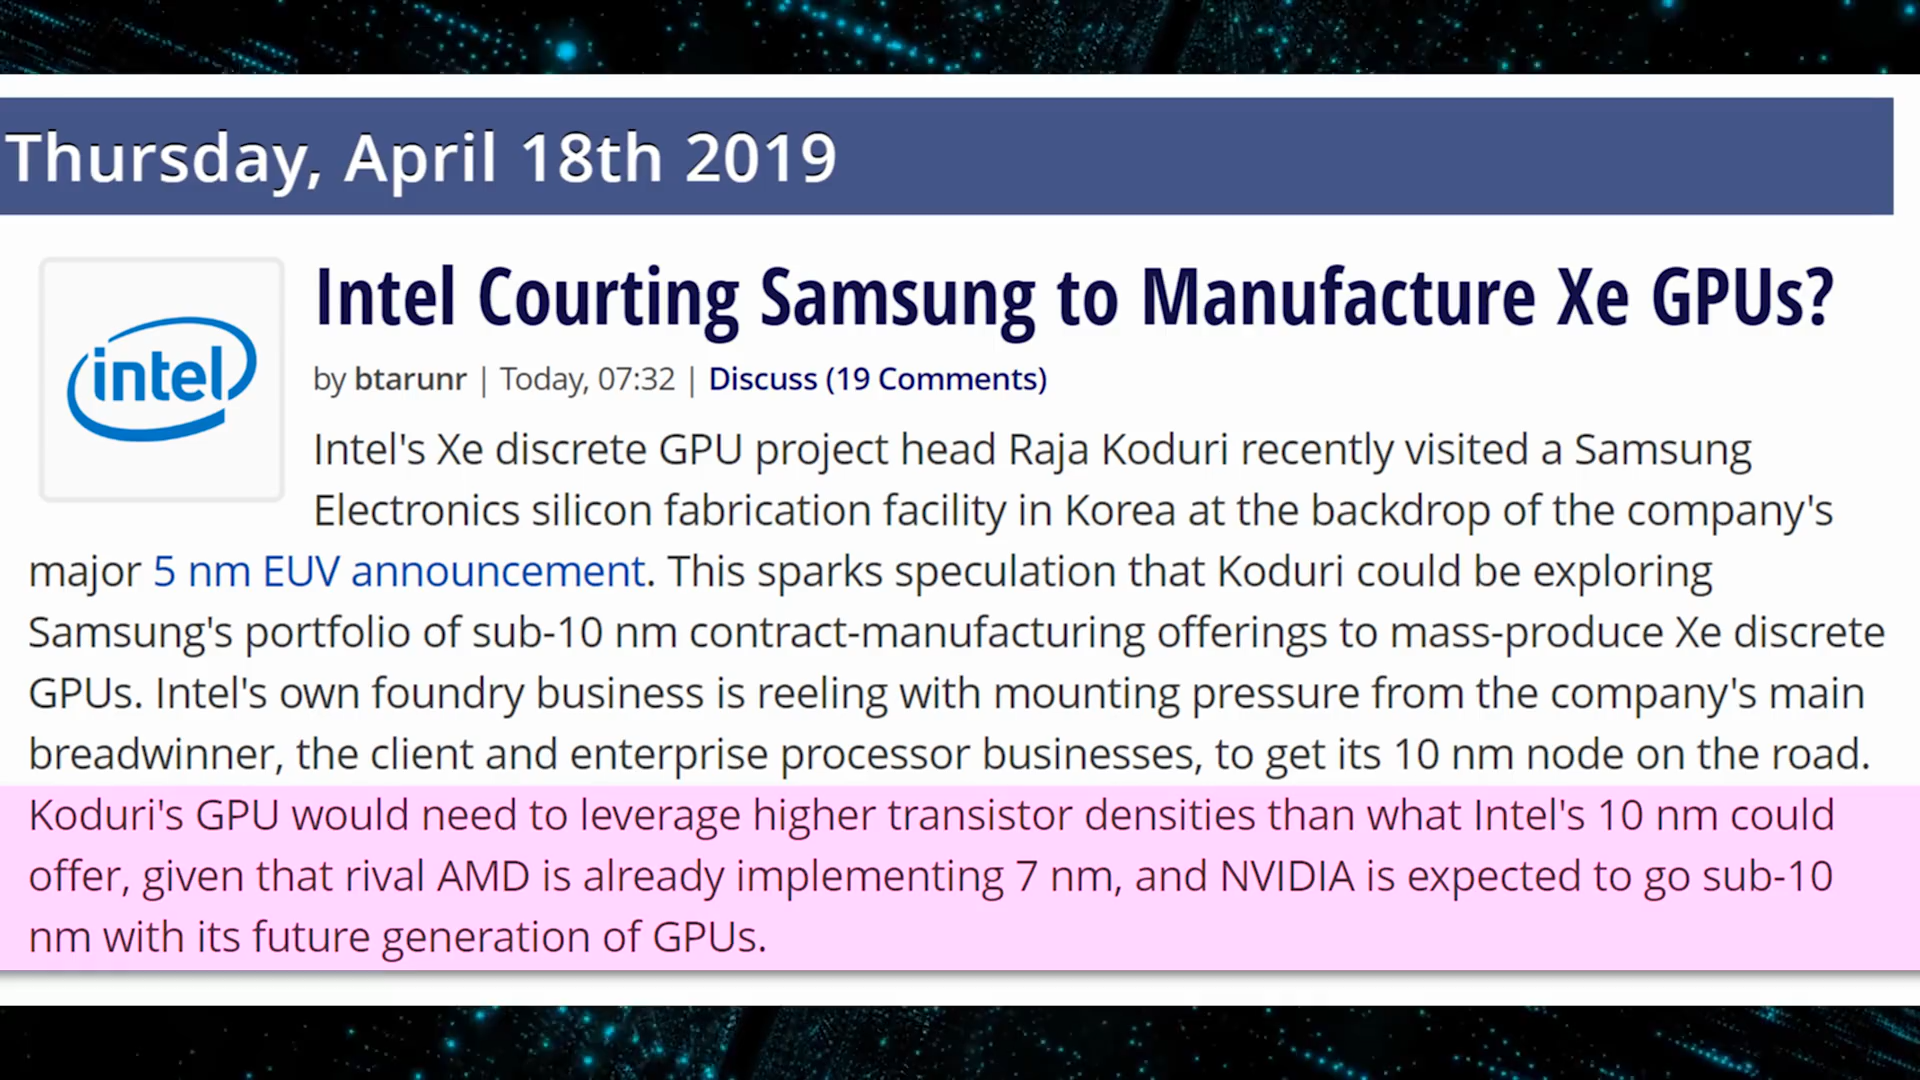 Thursday, April 18th 2019
intel
Intel Courting Samsung to Manufacture Xe GPUs?
by btarunr | Today, 07:32 | Discuss (19 Comments)
Intel's Xe discrete GPU project head Raja Koduri recently visited a Samsung
Electronics silicon fabrication facility in Korea at the backdrop of the company's
major 5 nm EUV announcement. This sparks speculation that Koduri could be exploring
Samsung's portfolio of sub-10 nm contract-manufacturing offerings to mass-produce Xe discrete
GPUs. Intel's own foundry business is reeling with mounting pressure from the company's main
breadwinner, the client and enterprise processor businesses, to get its 10 nm node on the road.
Koduri's GPU would need to leverage higher transistor densities than what Intel's 10 nm could
offer, given that rival AMD is already implementing 7 nm, and NVIDIA is expected to go sub-10
nm with its future generation of GPUs.